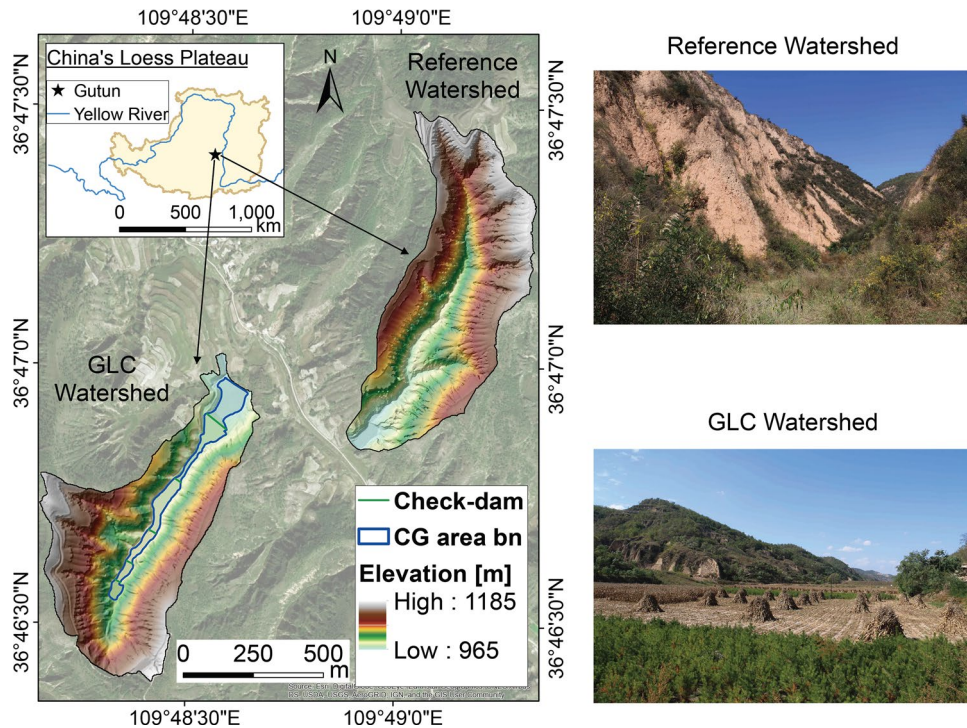 109°48'30"E
109°49'0"E
China's Loess Plateau
Gutun
Yellow River
0 500 1,000
km
N
Reference
Watershed
36°47'30"N
36°47'30"N
36°47'0"N
36°47'0"N
36°46'30"N
36°46'30"N
GLC
Watershed
Check-dam
CG area bn
Elevation [m]
High : 1185
Low : 965
0 250 500
m
109°48'30"E
109°49'0"E
Reference Watershed
GLC Watershed